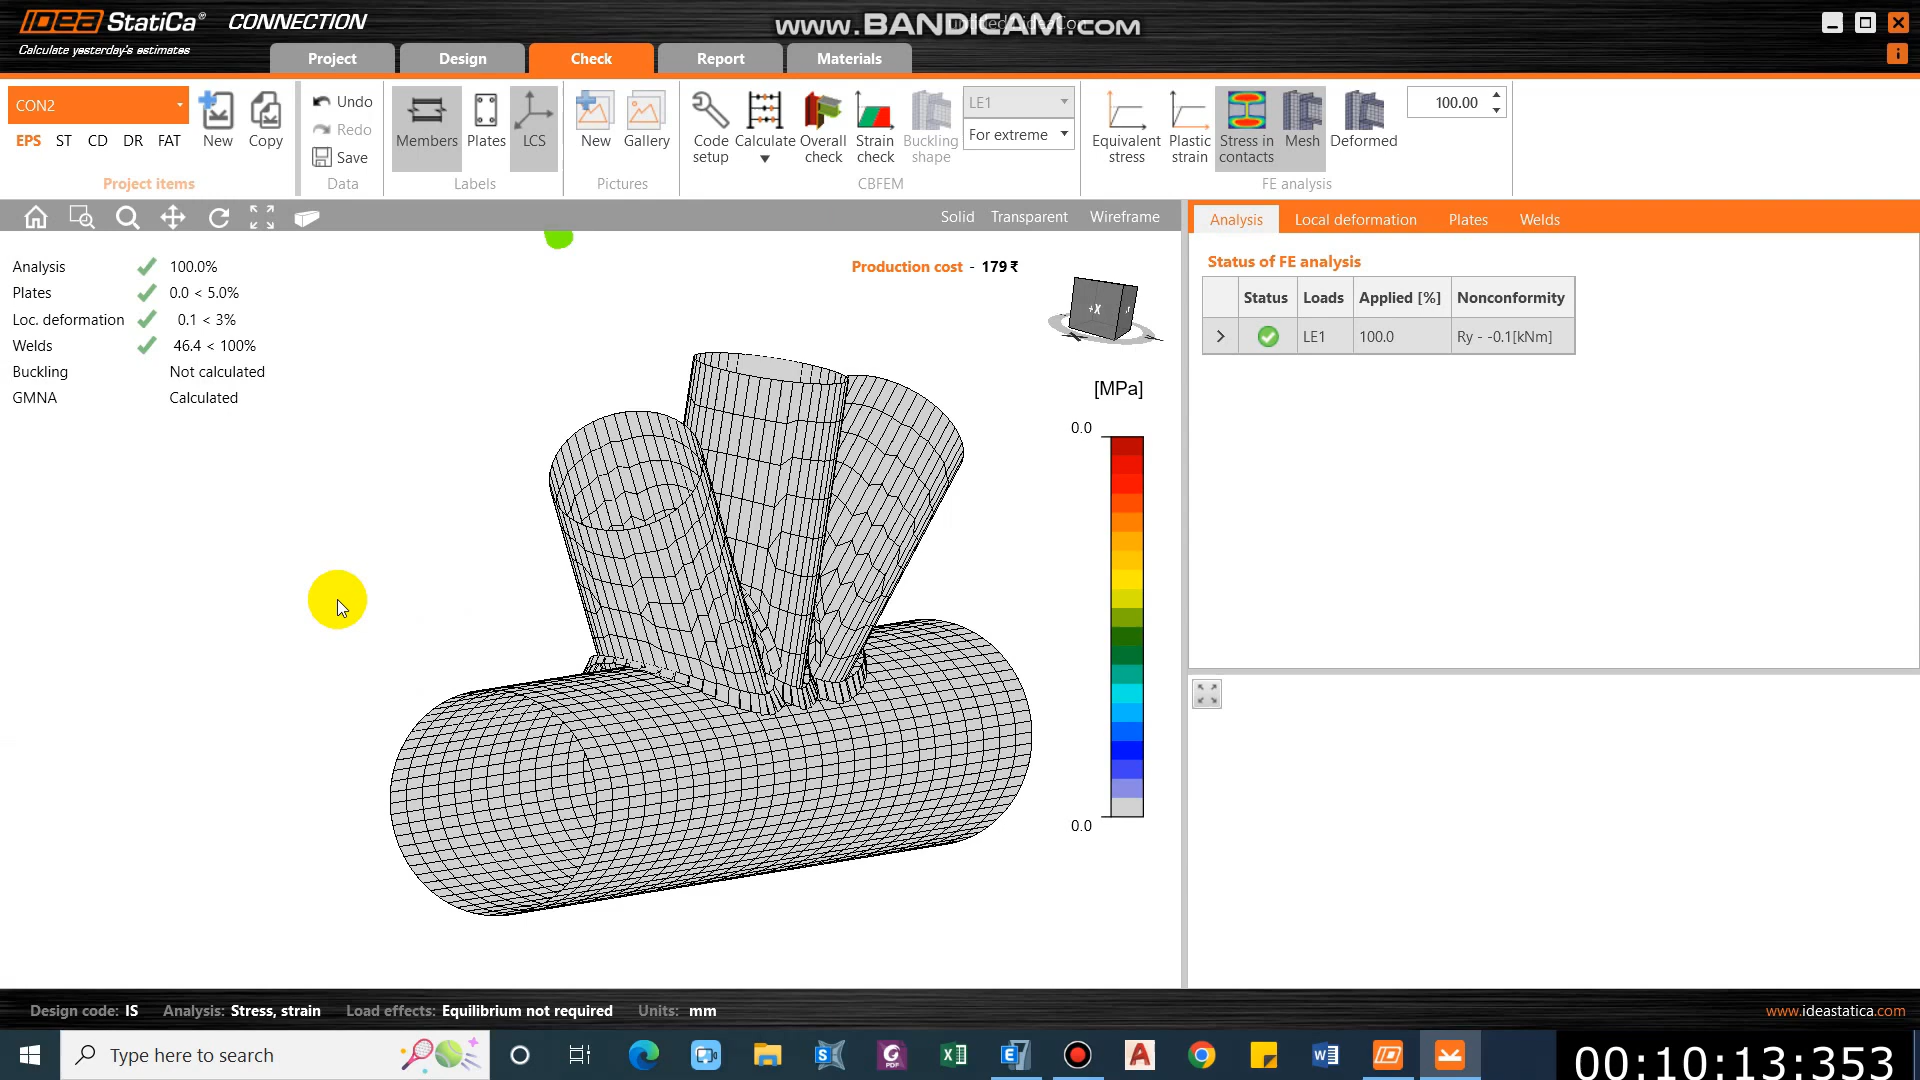 IDEA StatiCa® CONNECTION
Calculate yesterday's estimates
www.BANDICAM.com
Project
Design
Check
Report
Materials
CON2
EPS ST CD DR FAT
New
Copy
Project items
Undo
Redo
Save
Data
Members
Plates
LCS
Labels
New
Gallery
Pictures
Code setup
Calculate
Overall check
Strain check
Buckling shape
LE1
For extreme
CBFEM
Equivalent stress
Plastic strain
Stress in contacts
Mesh
Deformed
100.00
FE analysis
Solid Transparent Wireframe
Analysis 100.0%
Plates 0.0 < 5.0%
Loc. deformation 0.1 < 3%
Welds 46.4 < 100%
Buckling Not calculated
GMNA Calculated
Production cost - 179 ₹
+X
[MPa]
0.0
0.0
Analysis Local deformation Plates Welds
Status of FE analysis
Status Loads Applied [%] Nonconformity
LE1 100.0 Ry - -0.1[kNm]
Design code: IS Analysis: Stress, strain Load effects: Equilibrium not required Units: mm
www.ideastatica.com
Type here to search
00:10:13:353